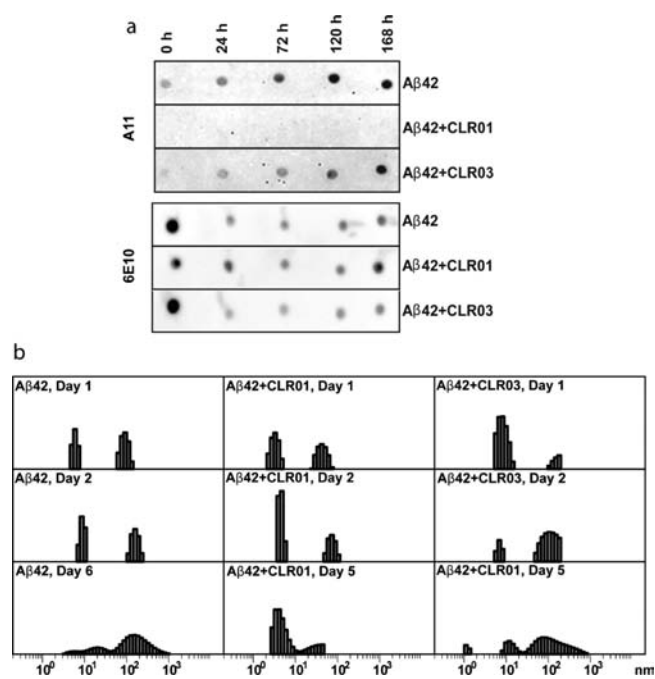 a
0 h 24 h 72 h 120 h 168 h
A11
Aβ42
Aβ42+CLR01
Aβ42+CLR03
6E10
Aβ42
Aβ42+CLR01
Aβ42+CLR03
b
Aβ42, Day 1 Aβ42+CLR01, Day 1 Aβ42+CLR03, Day 1
Aβ42, Day 2 Aβ42+CLR01, Day 2 Aβ42+CLR03, Day 2
Aβ42, Day 6 Aβ42+CLR01, Day 5 Aβ42+CLR01, Day 5
10⁰ 10¹ 10² 10³ 10⁰ 10¹ 10² 10³ 10⁰ 10¹ 10² 10³ nm